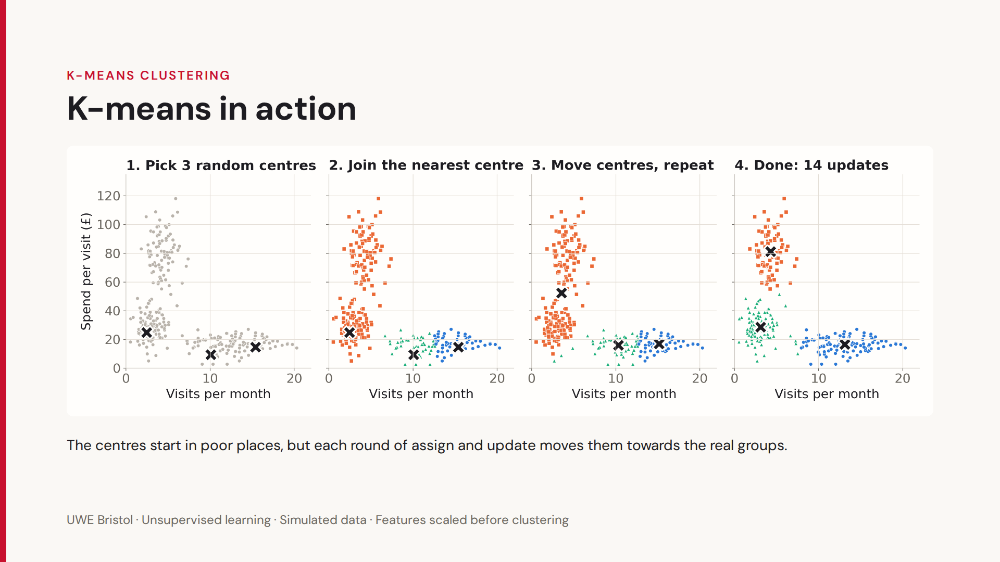 K-MEANS CLUSTERING
K-means in action
1. Pick 3 random centres
2. Join the nearest centre
3. Move centres, repeat
4. Done: 14 updates
Spend per visit (£)
120
100
80
60
40
20
0
0 10 20
0 10 20
0 10 20
0 10 20
Visits per month
Visits per month
Visits per month
Visits per month
The centres start in poor places, but each round of assign and update moves them towards the real groups.
UWE Bristol · Unsupervised learning · Simulated data · Features scaled before clustering